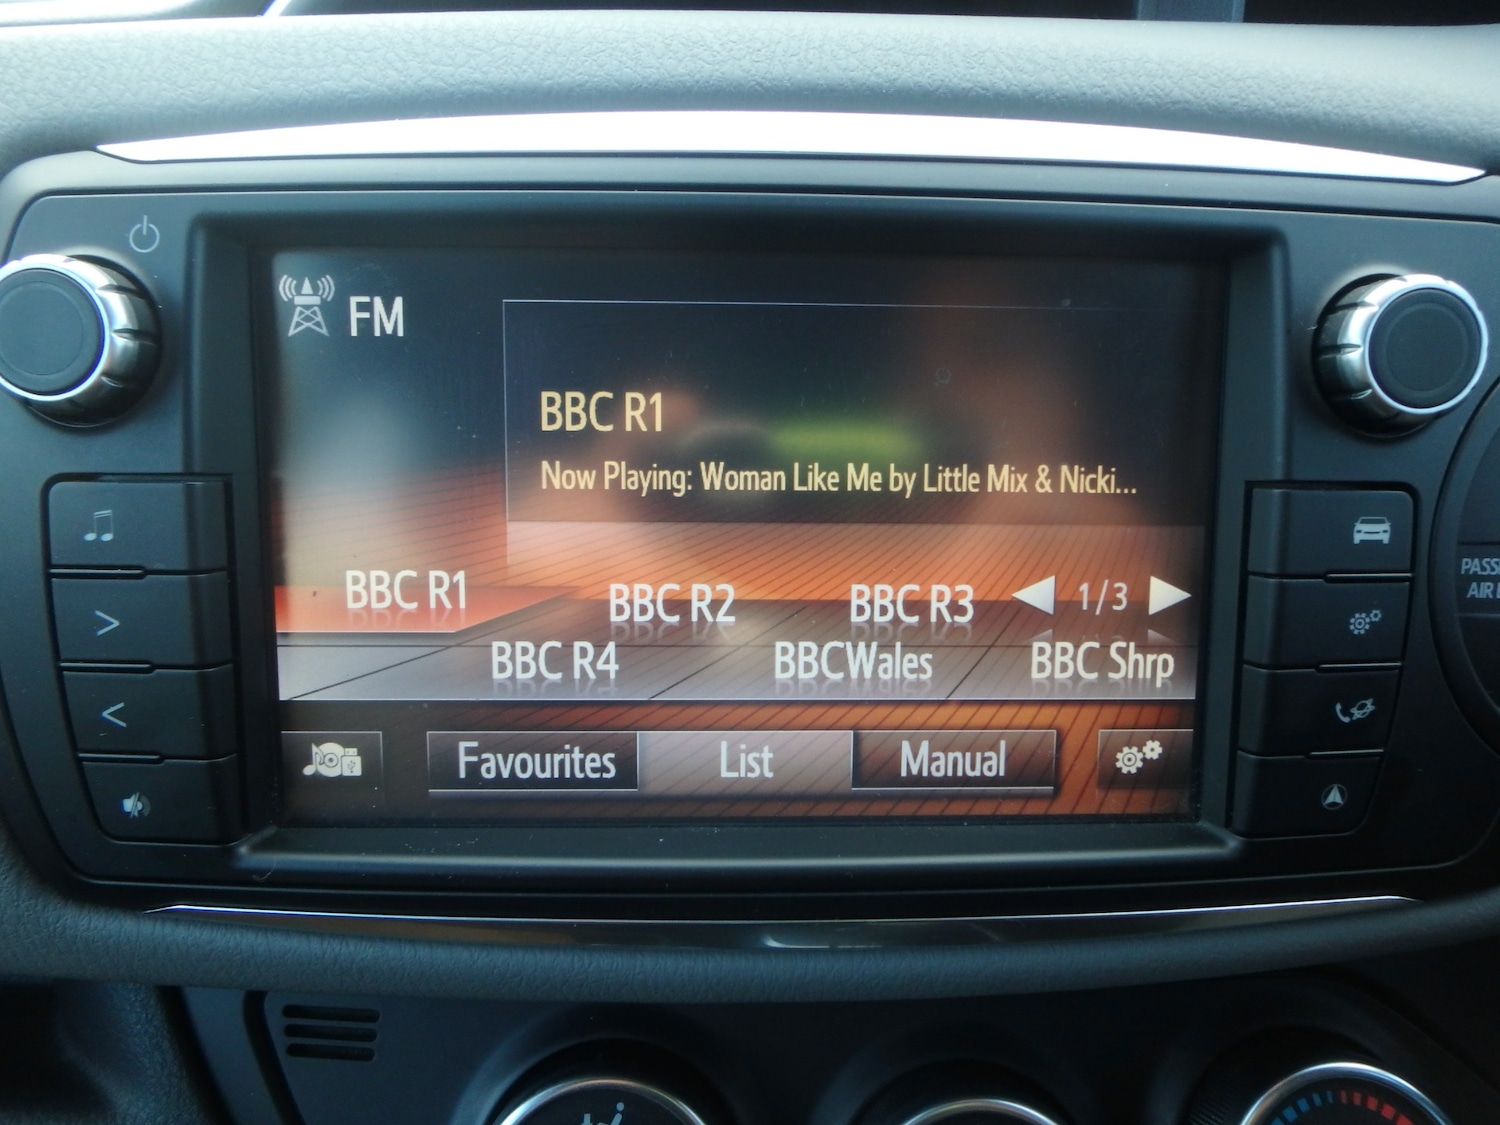 FM
BBC R1
Now Playing: Woman Like Me by Little Mix & Nicki...
BBC R1
BBC R2
BBC R3
1/3
BBC R4
BBCWales
BBC Shrp
Favourites
List
Manual